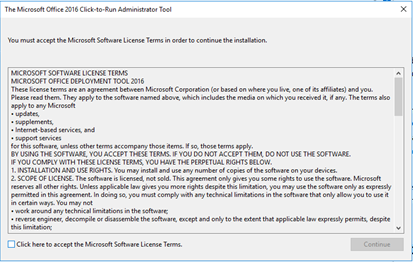 The Microsoft Office 2016 Click-to-Run Administrator Tool
You must accept the Microsoft Software License Terms in order to continue the installation.
MICROSOFT SOFTWARE LICENSE TERMS
MICROSOFT OFFICE DEPLOYMENT TOOL 2016
These license terms are an agreement between Microsoft Corporation (or based on where you live, one of its affiliates) and you.
Please read them. They apply to the software named above, which includes the media on which you received it, if any. The terms also
apply to any Microsoft
• updates,
• supplements,
• Internet-based services, and
• support services
for this software, unless other terms accompany those items. If so, those terms apply.
BY USING THE SOFTWARE, YOU ACCEPT THESE TERMS. IF YOU DO NOT ACCEPT THEM, DO NOT USE THE SOFTWARE.
IF YOU COMPLY WITH THESE LICENSE TERMS, YOU HAVE THE PERPETUAL RIGHTS BELOW.
1. INSTALLATION AND USE RIGHTS. You may install and use any number of copies of the software on your devices.
2. SCOPE OF LICENSE. The software is licensed, not sold. This agreement only gives you some rights to use the software. Microsoft
reserves all other rights. Unless applicable law gives you more rights despite this limitation, you may use the software only as expressly
permitted in this agreement. In doing so, you must comply with any technical limitations in the software that only allow you to use it
in certain ways. You may not
• work around any technical limitations in the software;
• reverse engineer, decompile or disassemble the software, except and only to the extent that applicable law expressly permits, despite
this limitation;
Click here to accept the Microsoft Software License Terms.
Continue